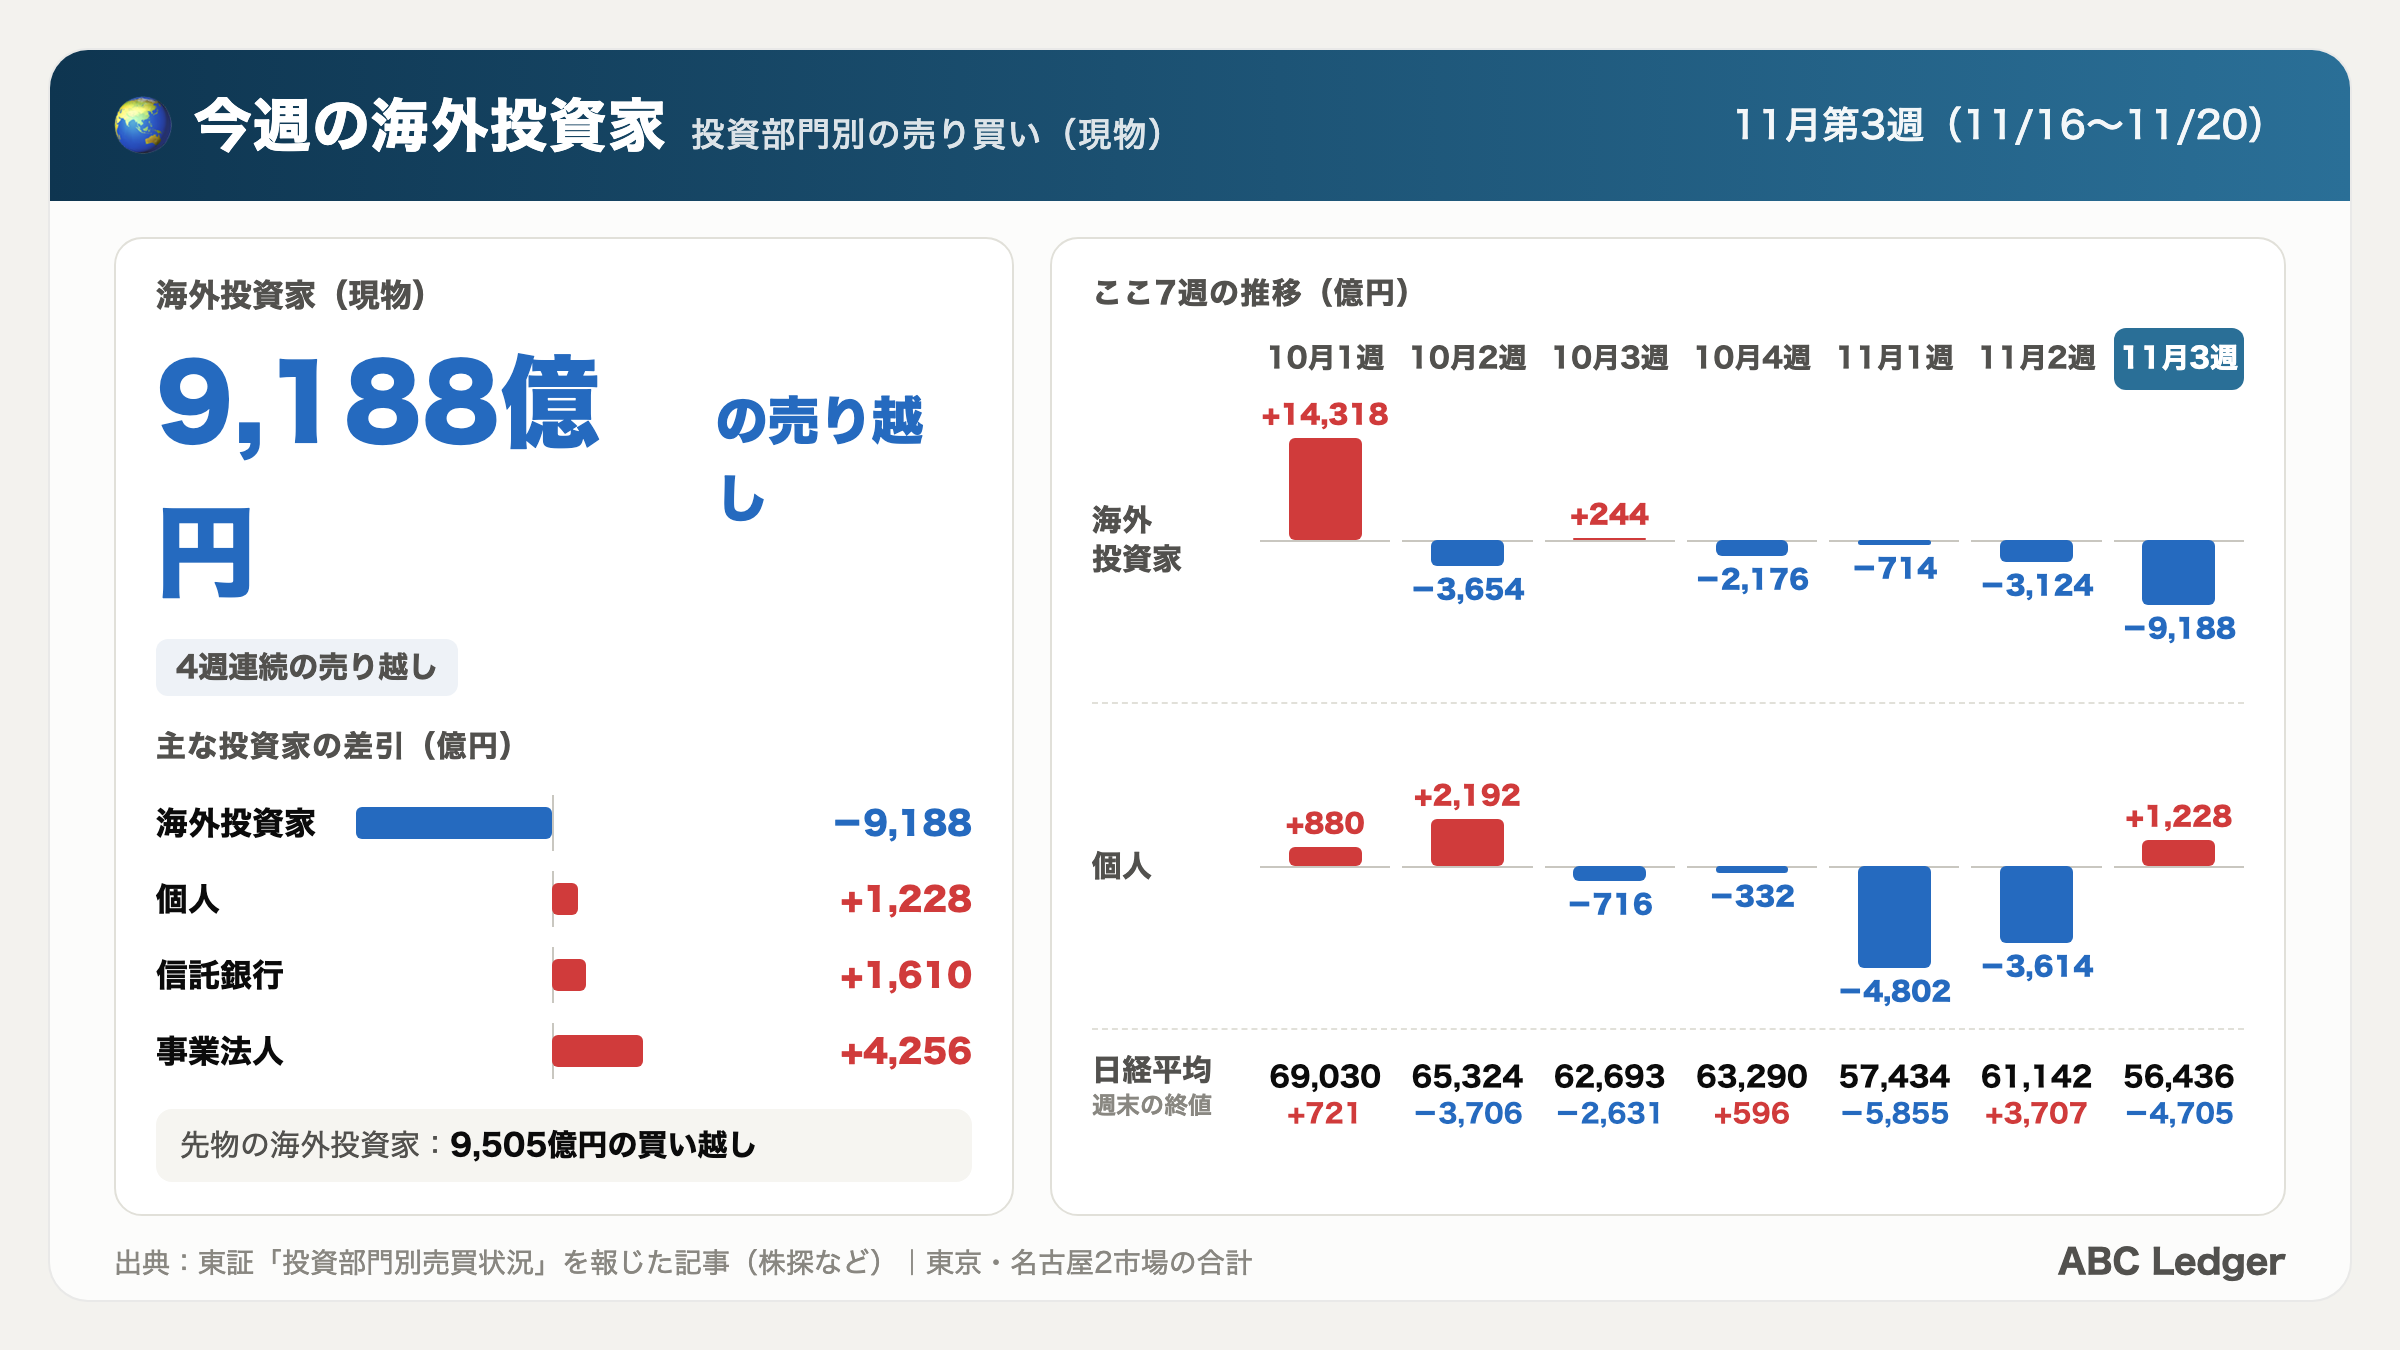 今週の海外投資家 投資部門別の売り買い（現物）
11月第3週（11/16〜11/20）
海外投資家（現物）
9,188億円
の売り越し
4週連続の売り越し
主な投資家の差引（億円）
海外投資家 −9,188
個人 +1,228
信託銀行 +1,610
事業法人 +4,256
先物の海外投資家：9,505億円の買い越し
ここ7週の推移（億円）
10月1週 10月2週 10月3週 10月4週 11月1週 11月2週 11月3週
海外
投資家
+14,318 −3,654 +244 −2,176 −714 −3,124 −9,188
個人
+880 +2,192 −716 −332 −4,802 −3,614 +1,228
日経平均 69,030 65,324 62,693 63,290 57,434 61,142 56,436
週末の終値 +721 −3,706 −2,631 +596 −5,855 +3,707 −4,705
出典：東証「投資部門別売買状況」を報じた記事（株探など）｜東京・名古屋2市場の合計
ABC Ledger